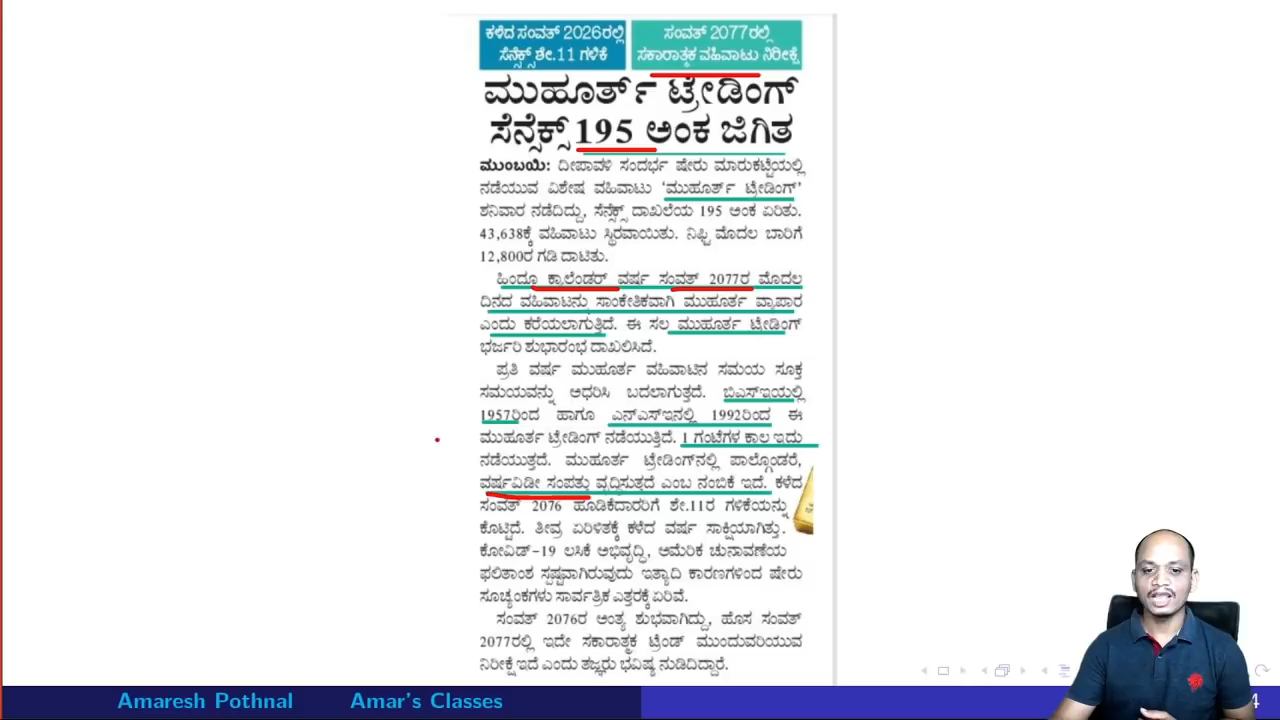 ಕಳೆದ ಸಂವತ್ 2026ರಲ್ಲಿ
ಸೆನ್ಸೆಕ್ಸ್ ಶೇ.11 ಗಳಿಕೆ
ಸಂವತ್ 2077ರಲ್ಲಿ
ಸಕಾರಾತ್ಮಕ ವಹಿವಾಟು ನಿರೀಕ್ಷೆ
ಮುಹೂರ್ತ್ ಟ್ರೇಡಿಂಗ್
ಸೆನ್ಸೆಕ್ಸ್ 195 ಅಂಕ ಜಿಗಿತ
ಮುಂಬಯಿ: ದೀಪಾವಳಿ ಸಂದರ್ಭ ಷೇರು ಮಾರುಕಟ್ಟೆಯಲ್ಲಿ
ನಡೆಯುವ ವಿಶೇಷ ವಹಿವಾಟು ‘ಮುಹೂರ್ತ್ ಟ್ರೇಡಿಂಗ್’
ಶನಿವಾರ ನಡೆದಿದ್ದು, ಸೆನ್ಸೆಕ್ಸ್ ದಾಖಲೆಯ 195 ಅಂಕ ಏರಿತು.
43,638ಕ್ಕೆ ವಹಿವಾಟು ಸ್ಥಿರವಾಯಿತು. ನಿಫ್ಟಿ ಮೊದಲ ಬಾರಿಗೆ
12,800ರ ಗಡಿ ದಾಟಿತು.
ಹಿಂದೂ ಕ್ಯಾಲೆಂಡರ್ ವರ್ಷ ಸಂವತ್ 2077ರ ಮೊದಲ
ದಿನದ ವಹಿವಾಟನ್ನು ಸಾಂಕೇತಿಕವಾಗಿ ಮುಹೂರ್ತ ವ್ಯಾಪಾರ
ಎಂದು ಕರೆಯಲಾಗುತ್ತಿದೆ. ಈ ಸಲ ಮುಹೂರ್ತ ಟ್ರೇಡಿಂಗ್
ಭರ್ಜರಿ ಶುಭಾರಂಭ ದಾಖಲಿಸಿದೆ.
ಪ್ರತಿ ವರ್ಷ ಮುಹೂರ್ತ ವಹಿವಾಟಿನ ಸಮಯ ಸೂಕ್ತ
ಸಮಯವನ್ನು ಆಧರಿಸಿ ಬದಲಾಗುತ್ತದೆ. ಬಿಎಸ್‌ಇಯಲ್ಲಿ
1957ರಿಂದ ಹಾಗೂ ಎನ್‌ಎಸ್‌ಇನಲ್ಲಿ 1992ರಿಂದ ಈ
ಮುಹೂರ್ತ ಟ್ರೇಡಿಂಗ್ ನಡೆಯುತ್ತಿದೆ. 1 ಗಂಟೆಗಳ ಕಾಲ ಇದು
ನಡೆಯುತ್ತದೆ. ಮುಹೂರ್ತ ಟ್ರೇಡಿಂಗ್‌ನಲ್ಲಿ ಪಾಲ್ಗೊಂಡರೆ,
ವರ್ಷವಿಡೀ ಸಂಪತ್ತು ವೃದ್ಧಿಸುತ್ತದೆ ಎಂಬ ನಂಬಿಕೆ ಇದೆ. ಕಳೆದ
ಸಂವತ್ 2076 ಹೂಡಿಕೆದಾರರಿಗೆ ಶೇ.11ರ ಗಳಿಕೆಯನ್ನು
ಕೊಟ್ಟಿದೆ. ತೀವ್ರ ಏರಿಳಿತಕ್ಕೆ ಕಳೆದ ವರ್ಷ ಸಾಕ್ಷಿಯಾಗಿತ್ತು.
ಕೋವಿಡ್-19 ಲಸಿಕೆ ಅಭಿವೃದ್ಧಿ, ಅಮೆರಿಕ ಚುನಾವಣೆಯ
ಫಲಿತಾಂಶ ಸ್ಪಷ್ಟವಾಗಿರುವುದು ಇತ್ಯಾದಿ ಕಾರಣಗಳಿಂದ ಷೇರು
ಸೂಚ್ಯಂಕಗಳು ಸಾರ್ವತ್ರಿಕ ಎತ್ತರಕ್ಕೆ ಏರಿವೆ.
ಸಂವತ್ 2076ರ ಅಂತ್ಯ ಶುಭವಾಗಿದ್ದು, ಹೊಸ ಸಂವತ್
2077ರಲ್ಲಿ ಇದೇ ಸಕಾರಾತ್ಮಕ ಟ್ರೆಂಡ್ ಮುಂದುವರಿಯುವ
ನಿರೀಕ್ಷೆ ಇದೆ ಎಂದು ತಜ್ಞರು ಭವಿಷ್ಯ ನುಡಿದಿದ್ದಾರೆ.
Amaresh Pothnal Amar's Classes
4